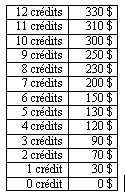 12 crédits 330 $
11 crédits 310 $
10 crédits 300 $
9 crédits 250 $
8 crédits 230 $
7 crédits 200 $
6 crédits 150 $
5 crédits 130 $
4 crédits 120 $
3 crédits 90 $
2 crédits 70 $
1 crédit 30 $
0 crédit 0 $